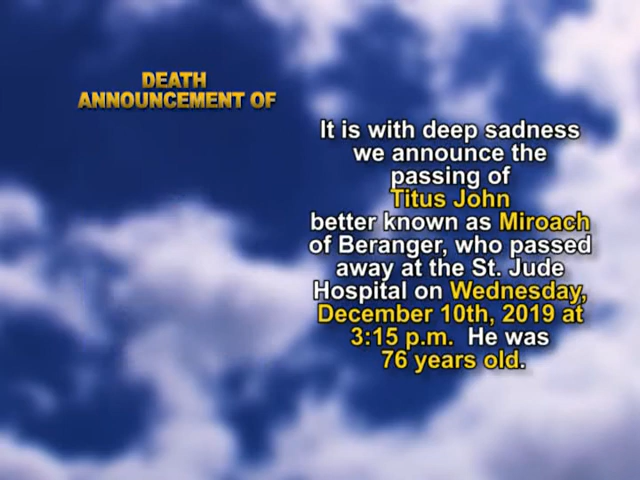 DEATH
ANNOUNCEMENT OF
It is with deep sadness
we announce the
passing of
Titus John
better known as Miroach
of Beranger, who passed
away at the St. Jude
Hospital on Wednesday,
December 10th, 2019 at
3:15 p.m. He was
76 years old.